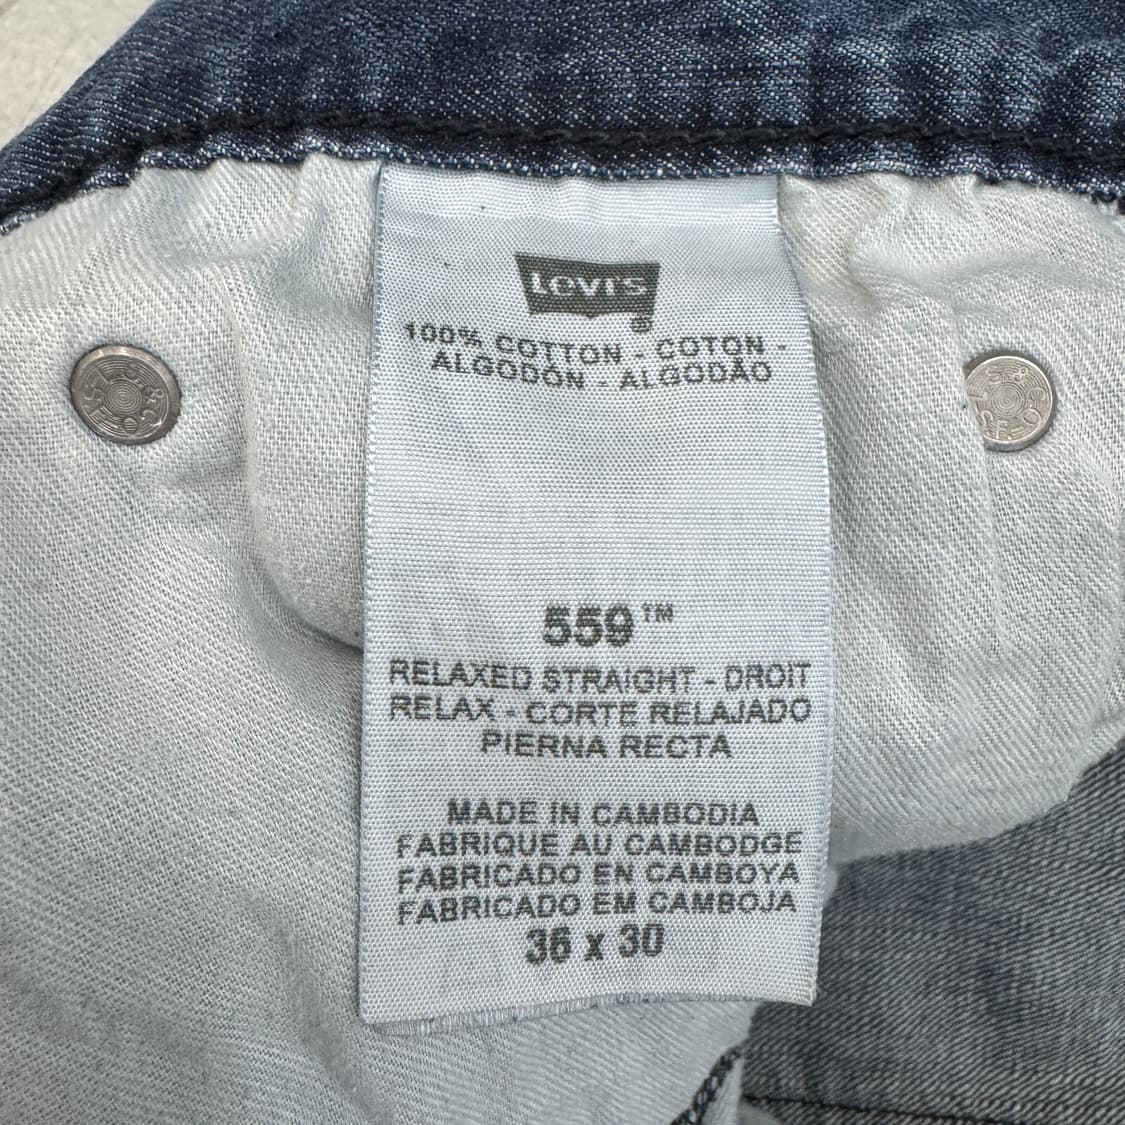 LEVI'S
®
100% COTTON - COTON -
ALGODÓN - ALGODÃO
559™
RELAXED STRAIGHT - DROIT
RELAX - CORTE RELAJADO
PIERNA RECTA
MADE IN CAMBODIA
FABRIQUE AU CAMBODGE
FABRICADO EN CAMBOYA
FABRICADO EM CAMBOJA
36 x 30